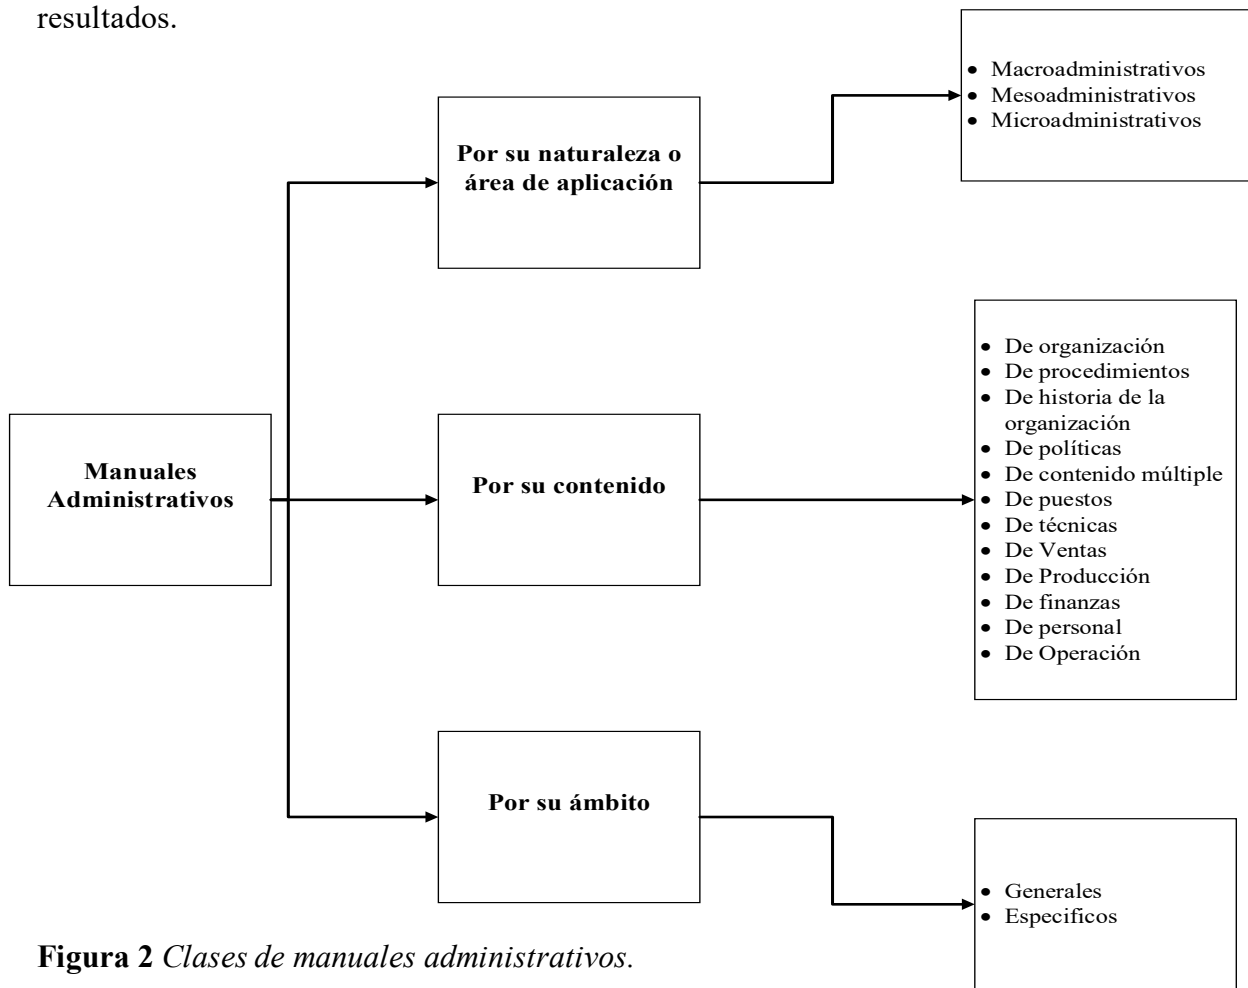 resultados.
Manuales
Administrativos
Por su naturaleza o
área de aplicación
• Macroadministrativos
• Mesoadministrativos
• Microadministrativos
Por su contenido
• De organización
• De procedimientos
• De historia de la
organización
• De políticas
• De contenido múltiple
• De puestos
• De técnicas
• De Ventas
• De Producción
• De finanzas
• De personal
• De Operación
Por su ámbito
• Generales
• Especificos
Figura 2 Clases de manuales administrativos.